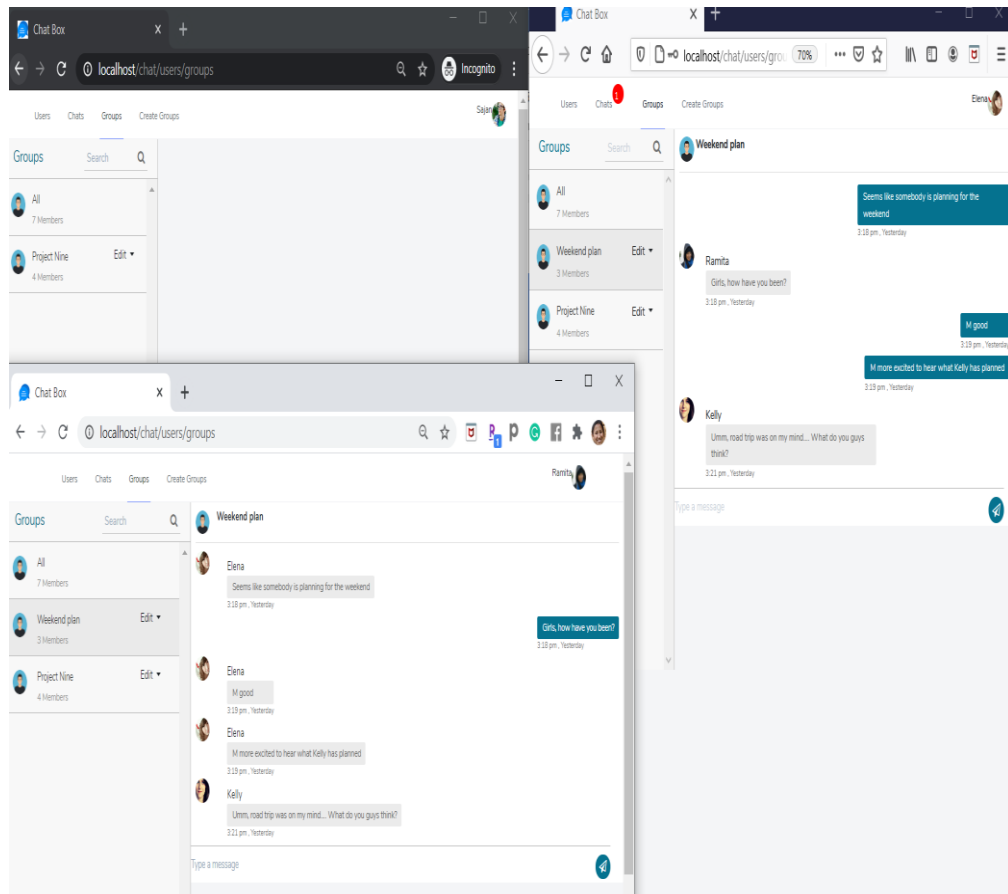 Chat Box
localhost/chat/users/groups
Incognito
Users Chats Groups Create Groups
Sajan
Groups Search
All
7 Members
Project Nine Edit
4 Members
Chat Box
localhost/chat/users/gro 70%
Users Chats 1 Groups Create Groups
Elena
Groups Search
All
7 Members
Weekend plan Edit
3 Members
Project Nine Edit
4 Members
Weekend plan
Seems like somebody is planning for the
weekend
3:18 pm , Yesterday
Ramita
Girls, how have you been?
3:18 pm , Yesterday
M good
3:19 pm , Yesterday
M more excited to hear what Kelly has planned
3:19 pm , Yesterday
Kelly
Umm, road trip was on my mind.... What do you guys
think?
3:21 pm , Yesterday
Type a message
Chat Box
localhost/chat/users/groups
Users Chats Groups Create Groups
Ramita
Groups Search
All
7 Members
Weekend plan Edit
3 Members
Project Nine Edit
4 Members
Weekend plan
Elena
Seems like somebody is planning for the weekend
3:18 pm , Yesterday
Girls, how have you been?
3:18 pm , Yesterday
Elena
M good
3:19 pm , Yesterday
Elena
M more excited to hear what Kelly has planned
3:19 pm , Yesterday
Kelly
Umm, road trip was on my mind.... What do you guys think?
3:21 pm , Yesterday
Type a message